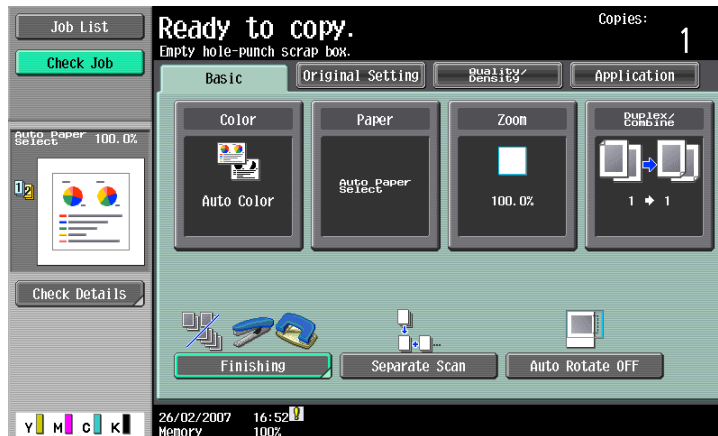 Job List
Check Job
Ready to copy.
Empty hole-punch scrap box.
Copies:
1
Basic
Original Setting
Quality/
Density
Application
Auto Paper
Select
100.0%
1 2
Color
Paper
Zoom
Duplex/
Combine
Auto Color
Auto Paper
Select
100.0%
1 → 1
Check Details
Finishing
Separate Scan
Auto Rotate OFF
Y M C K
26/02/2007 16:52
Memory 100%